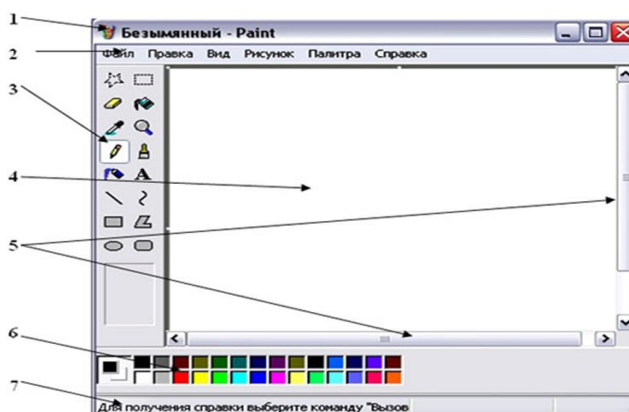 1
Безымянный - Paint
2
Файл Правка Вид Рисунок Палитра Справка
3
4
A
5
6
7
Для получения справки выберите команду "Вызов